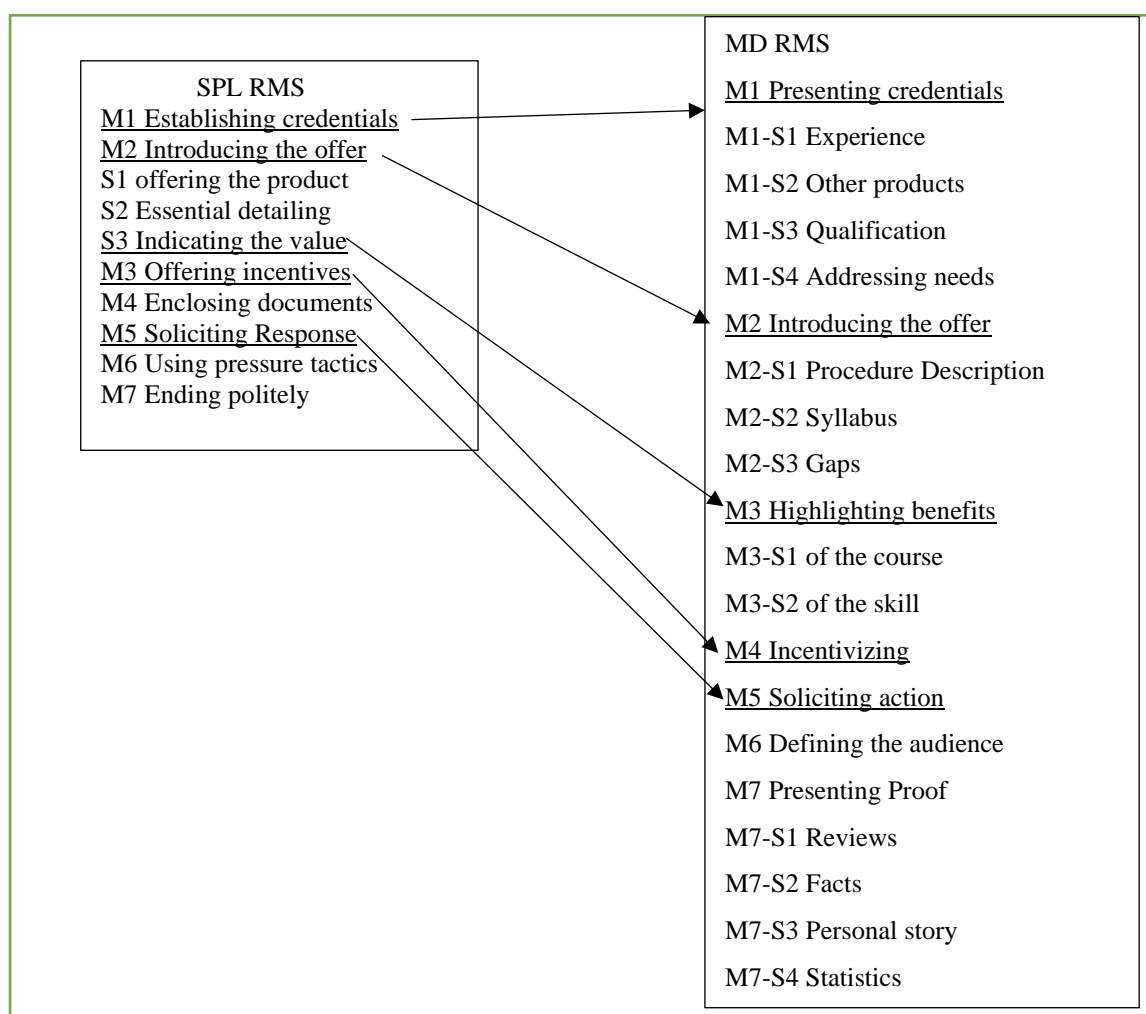 SPL RMS
M1 Establishing credentials
M2 Introducing the offer
S1 offering the product
S2 Essential detailing
S3 Indicating the value
M3 Offering incentives
M4 Enclosing documents
M5 Soliciting Response
M6 Using pressure tactics
M7 Ending politely
MD RMS
M1 Presenting credentials
M1-S1 Experience
M1-S2 Other products
M1-S3 Qualification
M1-S4 Addressing needs
M2 Introducing the offer
M2-S1 Procedure Description
M2-S2 Syllabus
M2-S3 Gaps
M3 Highlighting benefits
M3-S1 of the course
M3-S2 of the skill
M4 Incentivizing
M5 Soliciting action
M6 Defining the audience
M7 Presenting Proof
M7-S1 Reviews
M7-S2 Facts
M7-S3 Personal story
M7-S4 Statistics